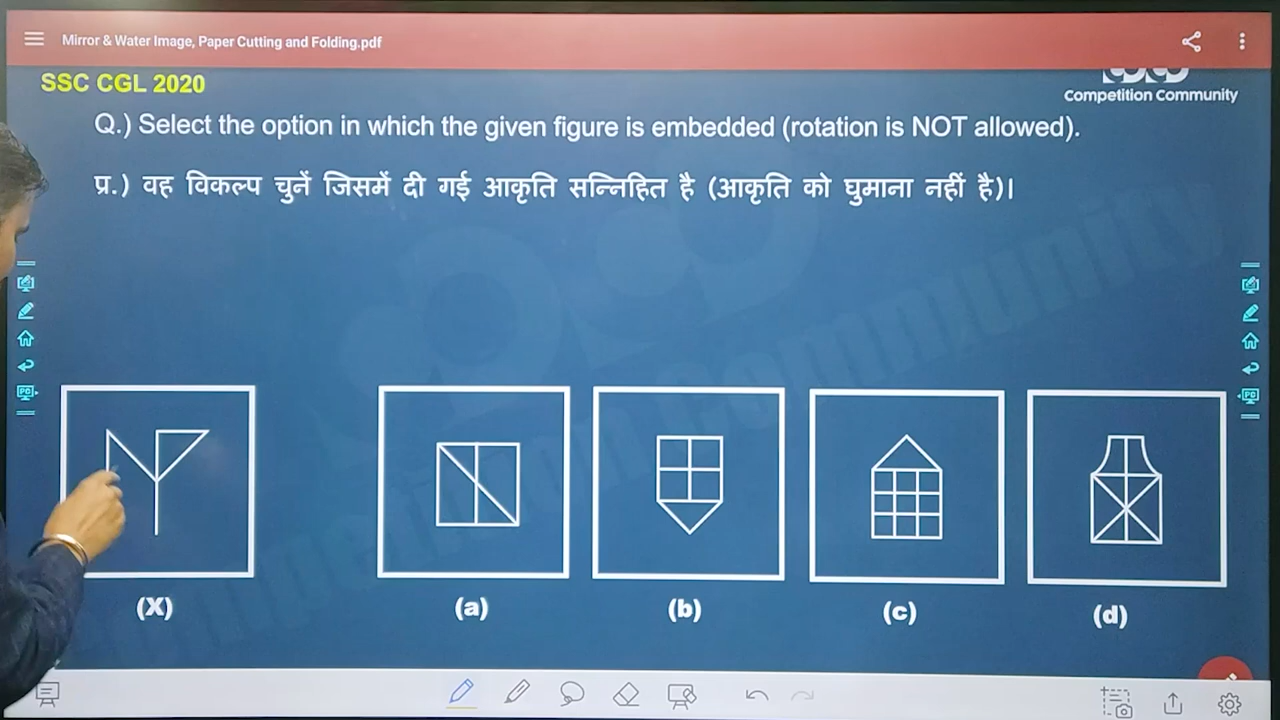 Mirror & Water Image, Paper Cutting and Folding.pdf
SSC CGL 2020
Competition Community
Q.) Select the option in which the given figure is embedded (rotation is NOT allowed).
प्र.) वह विकल्प चुनें जिसमें दी गई आकृति सन्निहित है (आकृति को घुमाना नहीं है)।
(X)
(a)
(b)
(c)
(d)